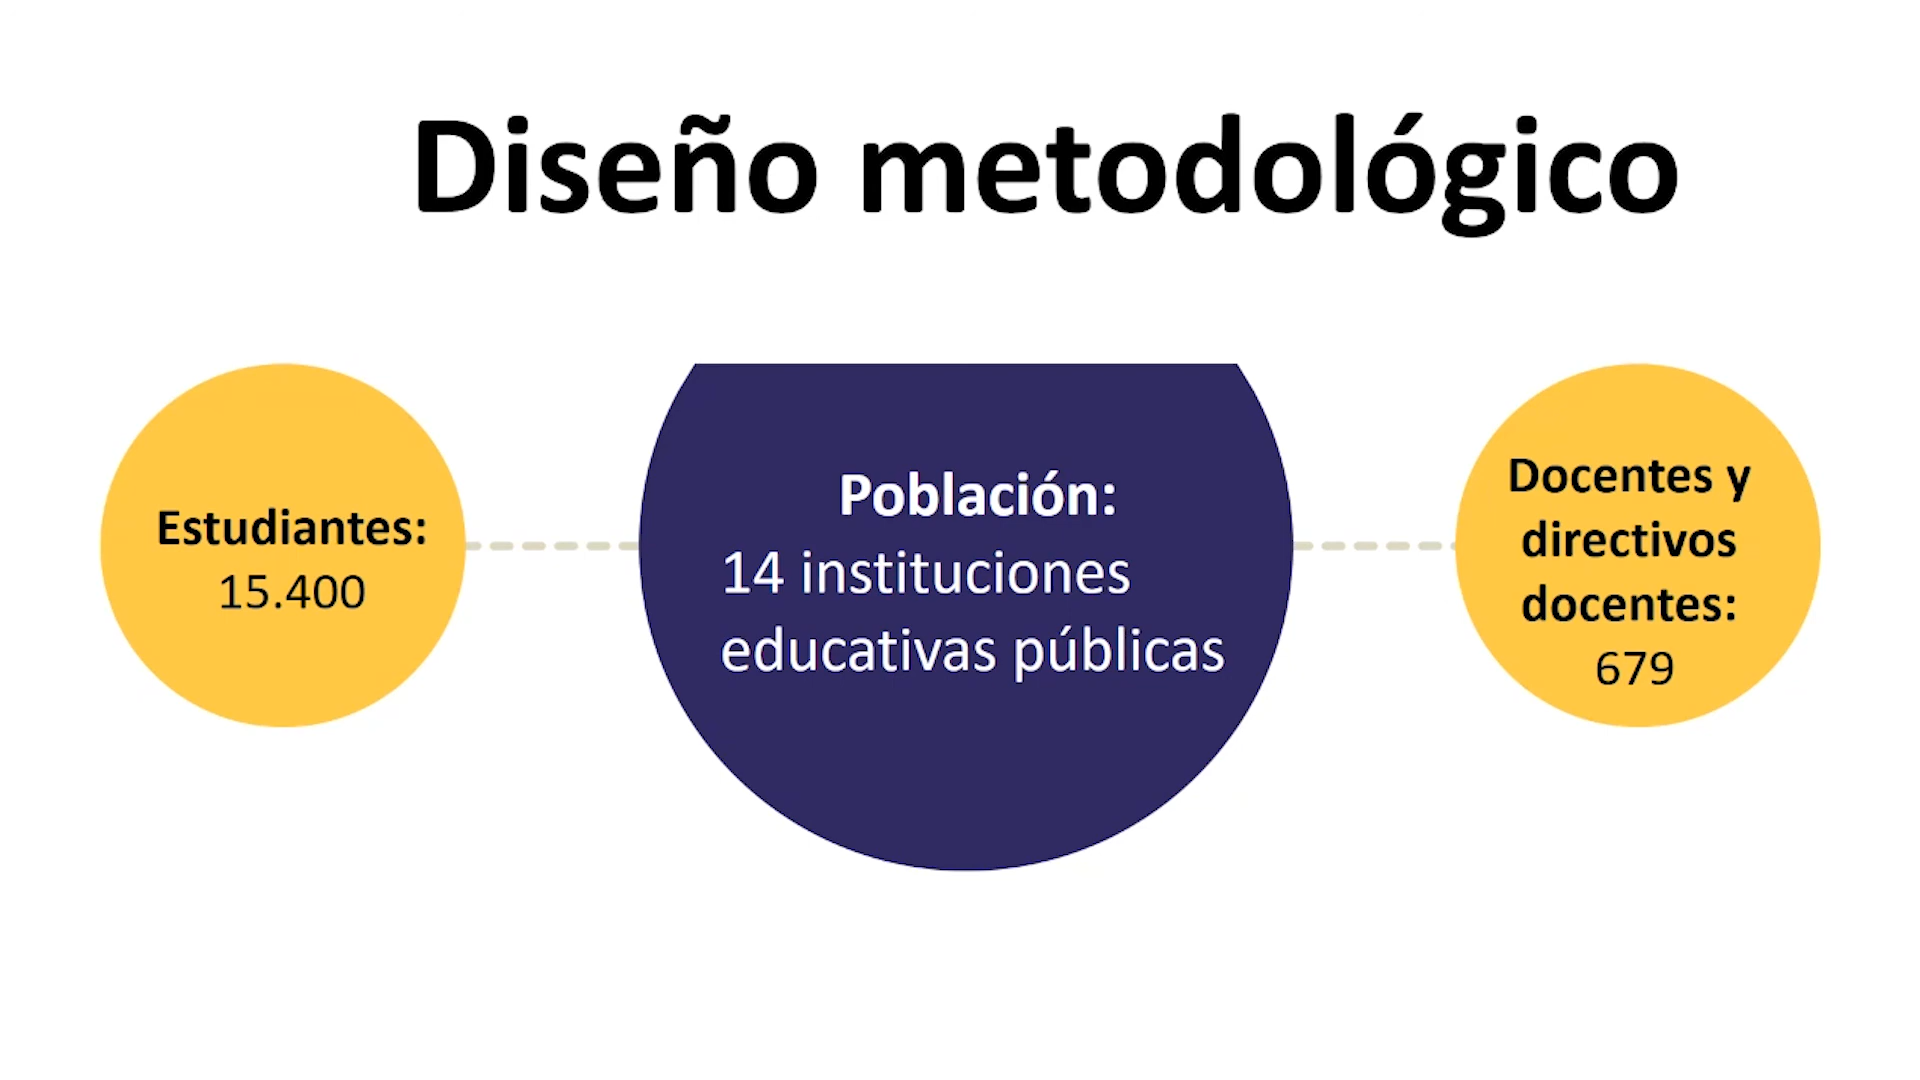 Diseño metodológico
Estudiantes:
15.400
Población:
14 instituciones
educativas públicas
Docentes y
directivos
docentes:
679